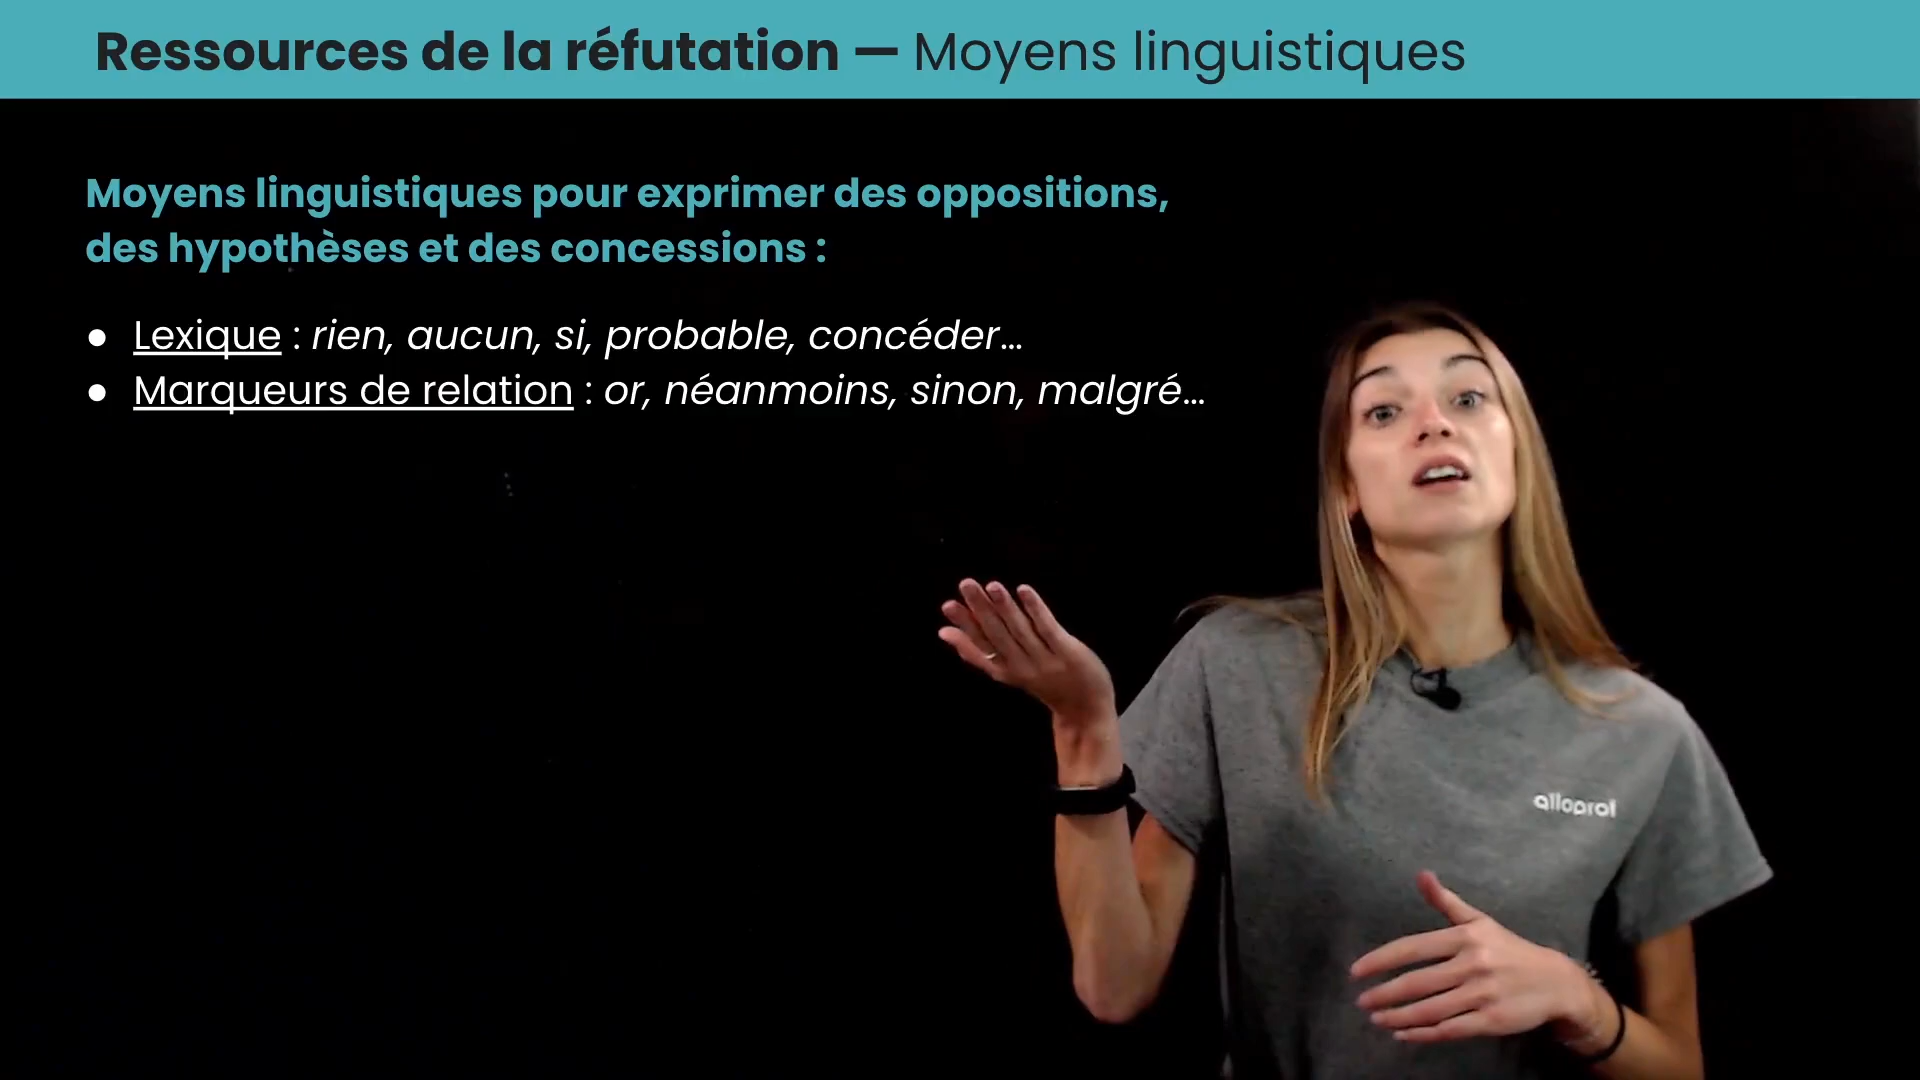 Ressources de la réfutation — Moyens linguistiques
Moyens linguistiques pour exprimer des oppositions,
des hypothèses et des concessions :
● Lexique : rien, aucun, si, probable, concéder…
● Marqueurs de relation : or, néanmoins, sinon, malgré…
alloprof